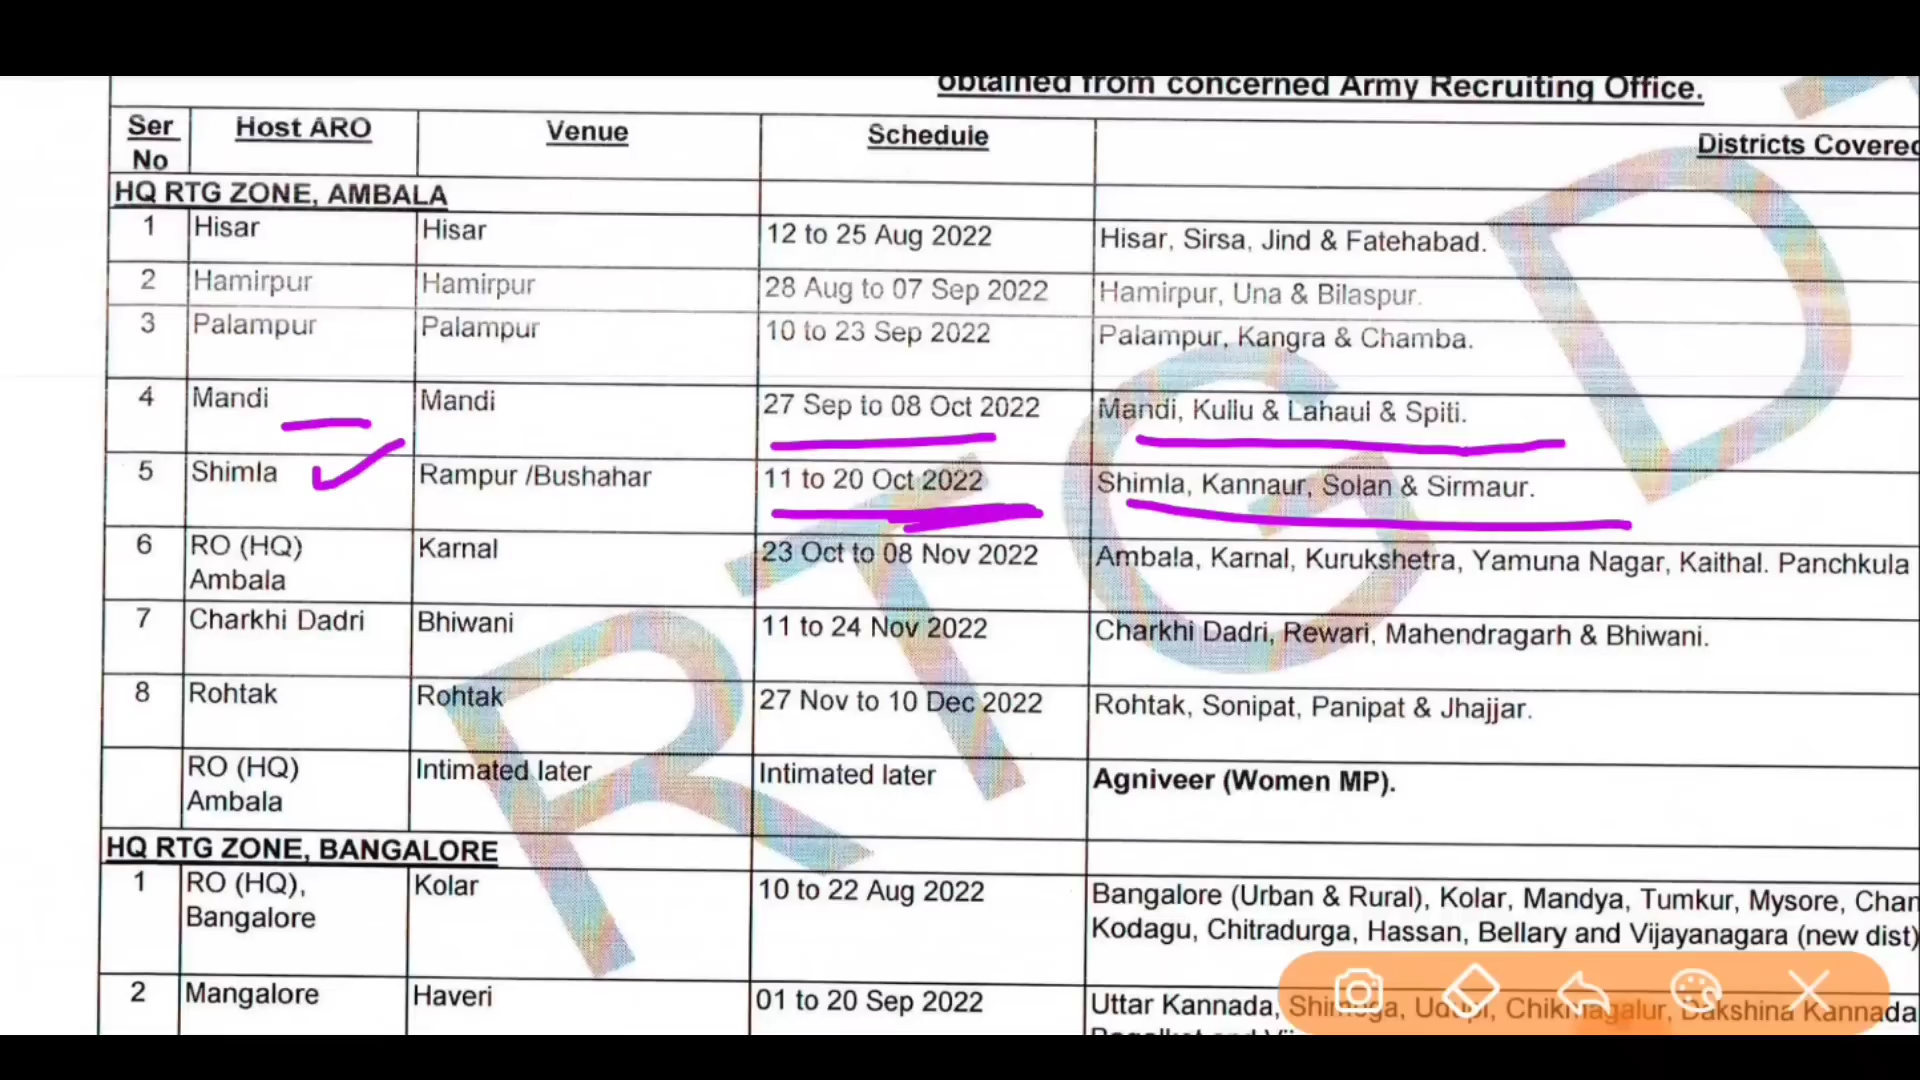 obtained from concerned Army Recruiting Office.
Ser No Host ARO Venue Schedule Districts Covered
HQ RTG ZONE, AMBALA
1 Hisar Hisar 12 to 25 Aug 2022 Hisar, Sirsa, Jind & Fatehabad.
2 Hamirpur Hamirpur 28 Aug to 07 Sep 2022 Hamirpur, Una & Bilaspur.
3 Palampur Palampur 10 to 23 Sep 2022 Palampur, Kangra & Chamba.
4 Mandi Mandi 27 Sep to 08 Oct 2022 Mandi, Kullu & Lahaul & Spiti.
5 Shimla Rampur /Bushahar 11 to 20 Oct 2022 Shimla, Kannaur, Solan & Sirmaur.
6 RO (HQ) Ambala Karnal 23 Oct to 08 Nov 2022 Ambala, Karnal, Kurukshetra, Yamuna Nagar, Kaithal. Panchkula
7 Charkhi Dadri Bhiwani 11 to 24 Nov 2022 Charkhi Dadri, Rewari, Mahendragarh & Bhiwani.
8 Rohtak Rohtak 27 Nov to 10 Dec 2022 Rohtak, Sonipat, Panipat & Jhajjar.
RO (HQ) Ambala Intimated later Intimated later Agniveer (Women MP).
HQ RTG ZONE, BANGALORE
1 RO (HQ), Bangalore Kolar 10 to 22 Aug 2022 Bangalore (Urban & Rural), Kolar, Mandya, Tumkur, Mysore, Cham
Kodagu, Chitradurga, Hassan, Bellary and Vijayanagara (new dist)
2 Mangalore Haveri 01 to 20 Sep 2022 Uttar Kannada, Shimoga, Udupi, Chikmagalur, Dakshina Kannada
RTG D